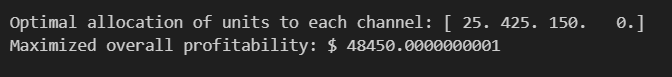 Optimal allocation of units to each channel: [ 25. 425. 150.   0.]
Maximized overall profitability: $ 48450.0000000001